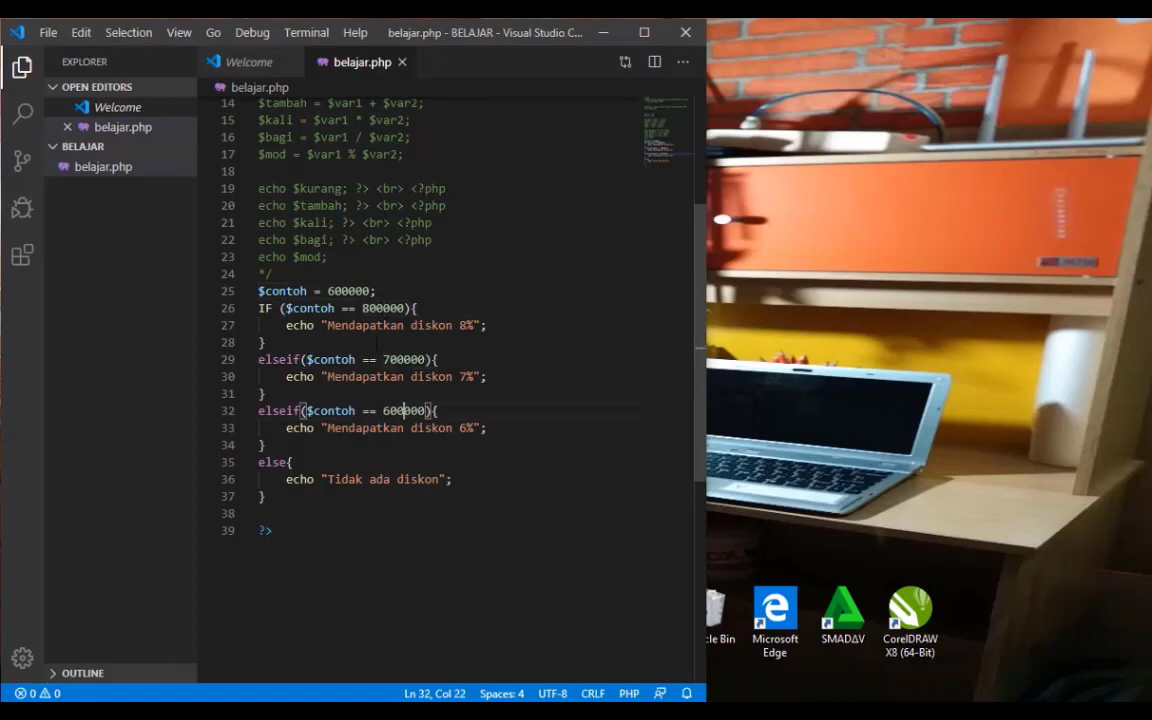 File Edit Selection View Go Debug Terminal Help belajar.php - BELAJAR - Visual Studio C...
EXPLORER
Welcome belajar.php
OPEN EDITORS
Welcome
belajar.php
BELAJAR
belajar.php
OUTLINE
belajar.php
14 $tambah = $var1 + $var2;
15 $kali = $var1 * $var2;
16 $bagi = $var1 / $var2;
17 $mod = $var1 % $var2;
18
19 echo $kurang; ?> <br> <?php
20 echo $tambah; ?> <br> <?php
21 echo $kali; ?> <br> <?php
22 echo $bagi; ?> <br> <?php
23 echo $mod;
24 */
25 $contoh = 600000;
26 IF ($contoh == 800000){
27 echo "Mendapatkan diskon 8%";
28 }
29 elseif($contoh == 700000){
30 echo "Mendapatkan diskon 7%";
31 }
32 elseif($contoh == 600000){
33 echo "Mendapatkan diskon 6%";
34 }
35 else{
36 echo "Tidak ada diskon";
37 }
38
39 ?>
0 0 Ln 32, Col 22 Spaces: 4 UTF-8 CRLF PHP
cle Bin
Microsoft
Edge
SMADΔV
CorelDRAW
X8 (64-Bit)